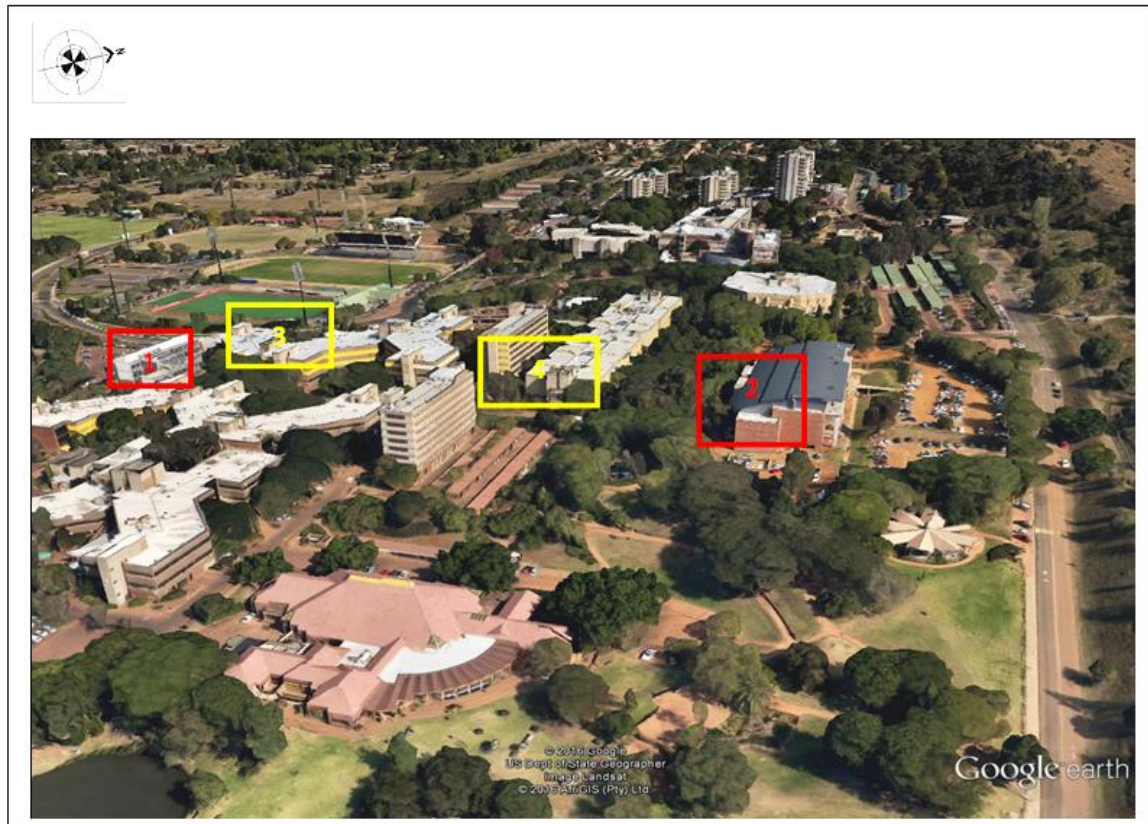 N
1
3
4
2
© 2016 Google
US Dept of State Geographer
Image Landsat
© 2016 AfriGIS (Pty) Ltd
Google earth